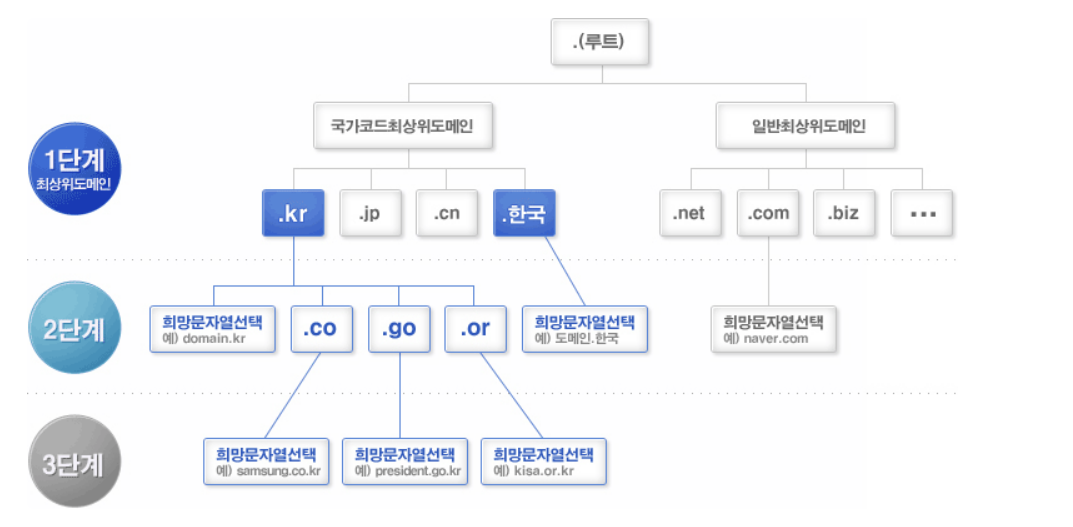 .(루트)
국가코드최상위도메인
일반최상위도메인
1단계
최상위도메인
.kr
.jp
.cn
.한국
.net
.com
.biz
...
2단계
희망문자열선택
예) domain.kr
.co
.go
.or
희망문자열선택
예) 도메인.한국
희망문자열선택
예) naver.com
3단계
희망문자열선택
예) samsung.co.kr
희망문자열선택
예) president.go.kr
희망문자열선택
예) kisa.or.kr